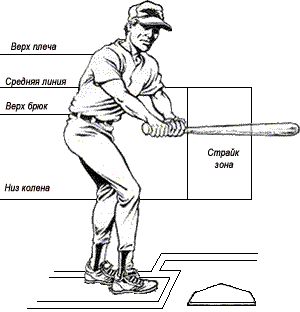 Верх плеча
Средняя линия
Верх брюк
Страйк
зона
Низ колена